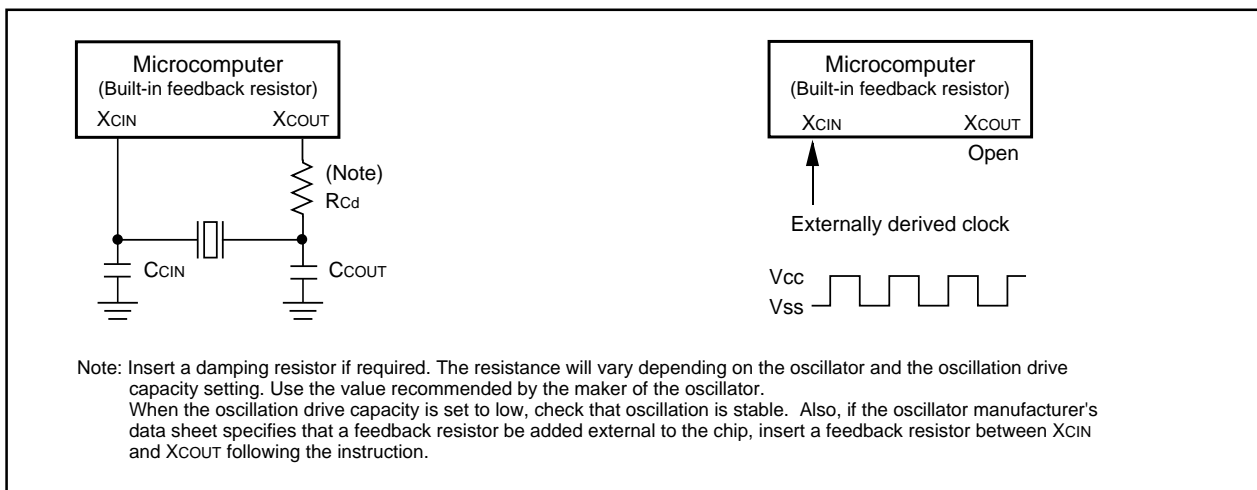 Microcomputer
(Built-in feedback resistor)
XCIN XCOUT
(Note)
RCd
CCIN CCOUT
Microcomputer
(Built-in feedback resistor)
XCIN XCOUT
Open
Externally derived clock
Vcc
Vss
Note: Insert a damping resistor if required. The resistance will vary depending on the oscillator and the oscillation drive
capacity setting. Use the value recommended by the maker of the oscillator.
When the oscillation drive capacity is set to low, check that oscillation is stable. Also, if the oscillator manufacturer's
data sheet specifies that a feedback resistor be added external to the chip, insert a feedback resistor between XCIN
and XCOUT following the instruction.